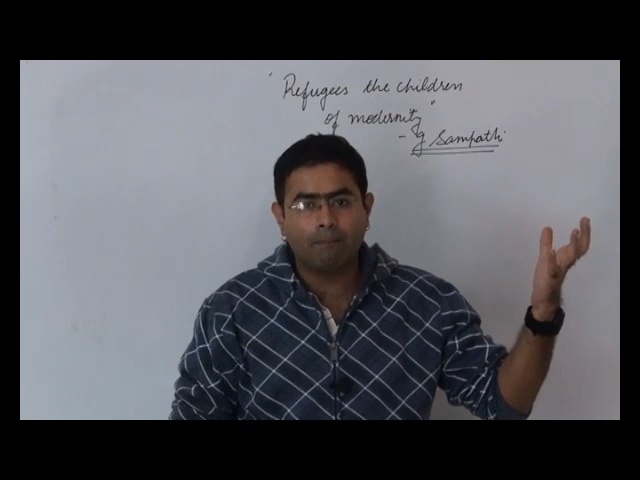 "Refugees the children
of modernity"
- G Sampath